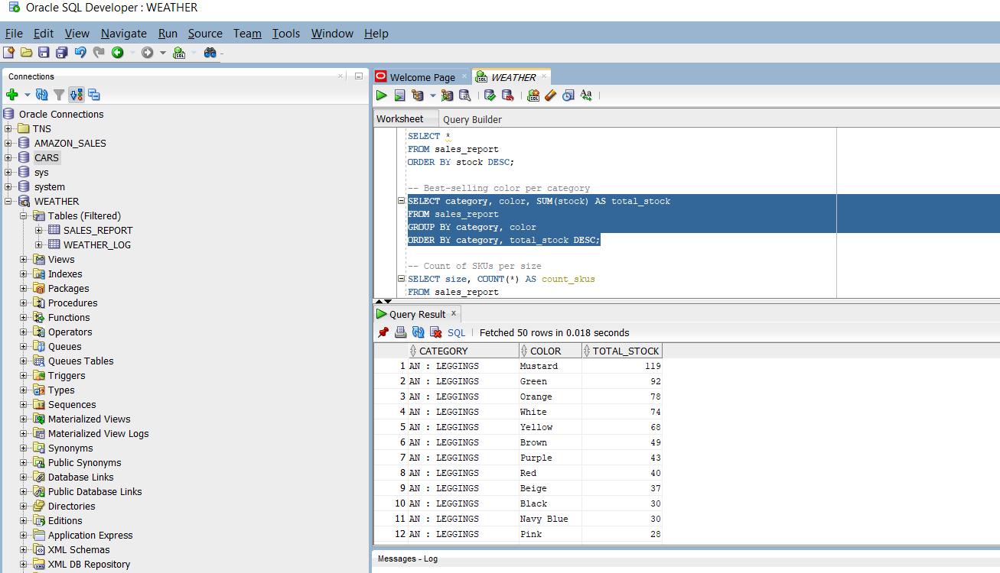 Oracle SQL Developer : WEATHER
File Edit View Navigate Run Source Team Tools Window Help
Connections
Oracle Connections
TNS
AMAZON_SALES
CARS
sys
system
WEATHER
Tables (Filtered)
SALES_REPORT
WEATHER_LOG
Views
Indexes
Packages
Procedures
Functions
Operators
Queues
Queues Tables
Triggers
Types
Sequences
Materialized Views
Materialized View Logs
Synonyms
Public Synonyms
Database Links
Public Database Links
Directories
Editions
Application Express
XML Schemas
XML DB Repository
Welcome Page WEATHER
Worksheet Query Builder
SELECT *
FROM sales_report
ORDER BY stock DESC;
-- Best-selling color per category
SELECT category, color, SUM(stock) AS total_stock
FROM sales_report
GROUP BY category, color
ORDER BY category, total_stock DESC;
-- Count of SKUs per size
SELECT size, COUNT(*) AS count_skus
FROM sales_report
Query Result
SQL Fetched 50 rows in 0.018 seconds
CATEGORY COLOR TOTAL_STOCK
1 AN : LEGGINGS Mustard 119
2 AN : LEGGINGS Green 92
3 AN : LEGGINGS Orange 78
4 AN : LEGGINGS White 74
5 AN : LEGGINGS Yellow 68
6 AN : LEGGINGS Brown 49
7 AN : LEGGINGS Purple 43
8 AN : LEGGINGS Red 40
9 AN : LEGGINGS Beige 37
10 AN : LEGGINGS Black 30
11 AN : LEGGINGS Navy Blue 30
12 AN : LEGGINGS Pink 28
Messages - Log